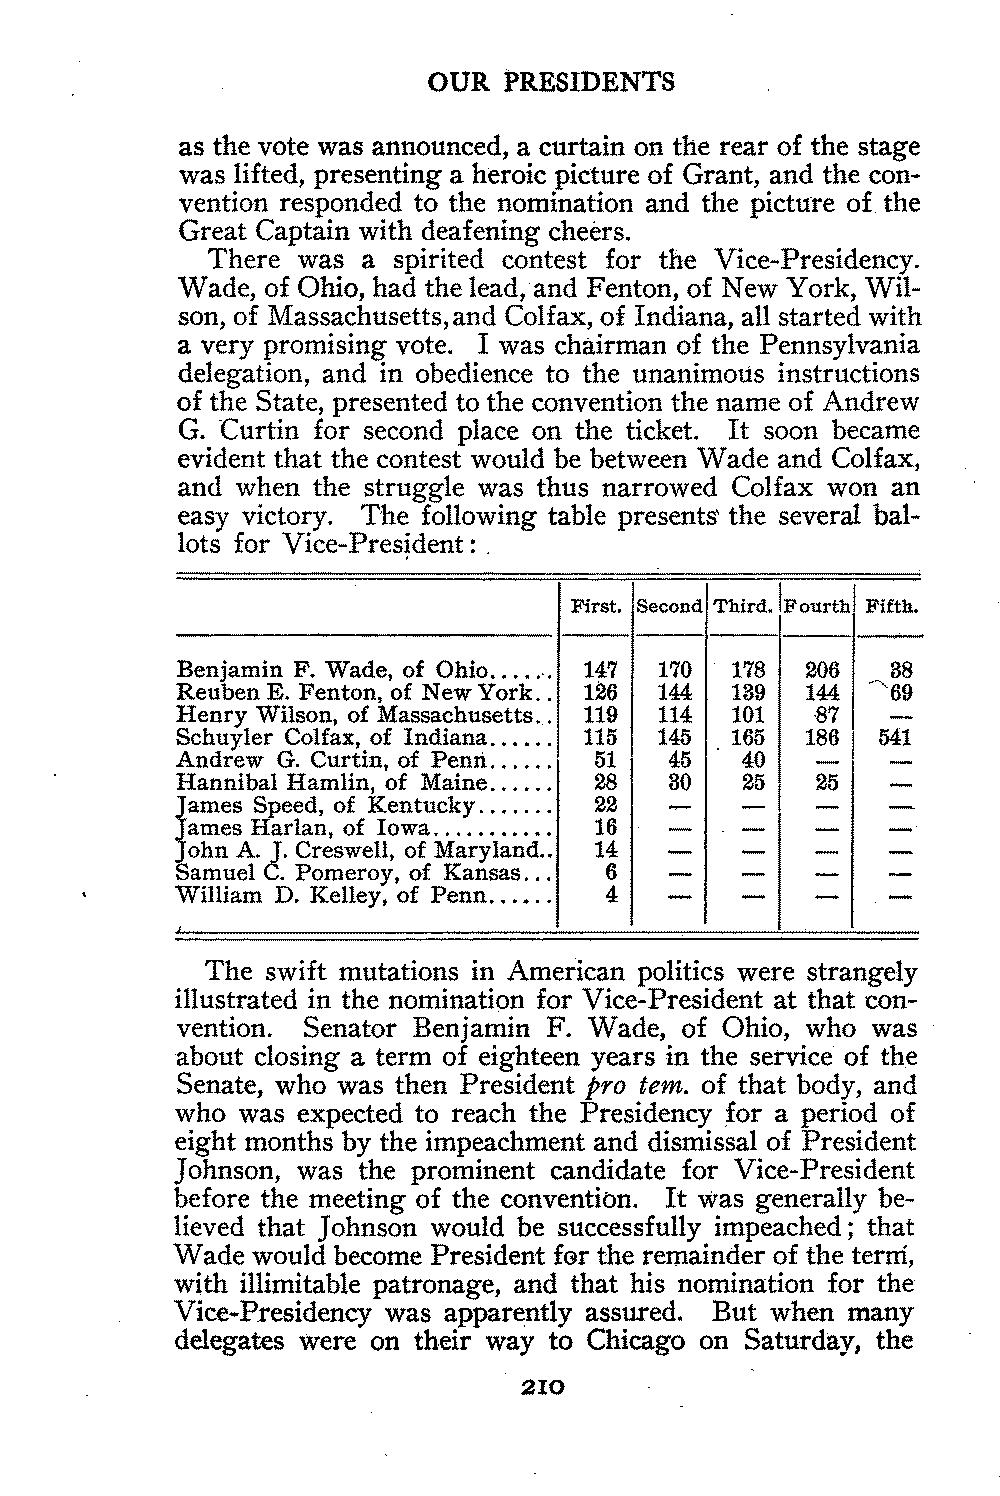 OUR PRESIDENTS
as the vote was announced, a curtain on the rear of the stage
was lifted, presenting a heroic picture of Grant, and the con-
vention responded to the nomination and the picture of the
Great Captain with deafening cheers.
There was a spirited contest for the Vice-Presidency.
Wade, of Ohio, had the lead, and Fenton, of New York, Wil-
son, of Massachusetts, and Colfax, of Indiana, all started with
a very promising vote. I was chairman of the Pennsylvania
delegation, and in obedience to the unanimous instructions
of the State, presented to the convention the name of Andrew
G. Curtin for second place on the ticket. It soon became
evident that the contest would be between Wade and Colfax,
and when the struggle was thus narrowed Colfax won an
easy victory. The following table presents the several bal-
lots for Vice-President:
First. Second Third. Fourth Fifth.
Benjamin F. Wade, of Ohio...... 147 170 178 206 38
Reuben E. Fenton, of New York.. 126 144 139 144 69
Henry Wilson, of Massachusetts.. 119 114 101 87 —
Schuyler Colfax, of Indiana...... 115 145 165 186 541
Andrew G. Curtin, of Penn...... 51 45 40 — —
Hannibal Hamlin, of Maine...... 28 30 25 25 —
James Speed, of Kentucky....... 22 — — — —
James Harlan, of Iowa........... 16 — — — —
John A. J. Creswell, of Maryland.. 14 — — — —
Samuel C. Pomeroy, of Kansas... 6 — — — —
William D. Kelley, of Penn...... 4 — — — —
The swift mutations in American politics were strangely
illustrated in the nomination for Vice-President at that con-
vention. Senator Benjamin F. Wade, of Ohio, who was
about closing a term of eighteen years in the service of the
Senate, who was then President pro tem. of that body, and
who was expected to reach the Presidency for a period of
eight months by the impeachment and dismissal of President
Johnson, was the prominent candidate for Vice-President
before the meeting of the convention. It was generally be-
lieved that Johnson would be successfully impeached; that
Wade would become President for the remainder of the term,
with illimitable patronage, and that his nomination for the
Vice-Presidency was apparently assured. But when many
delegates were on their way to Chicago on Saturday, the
210